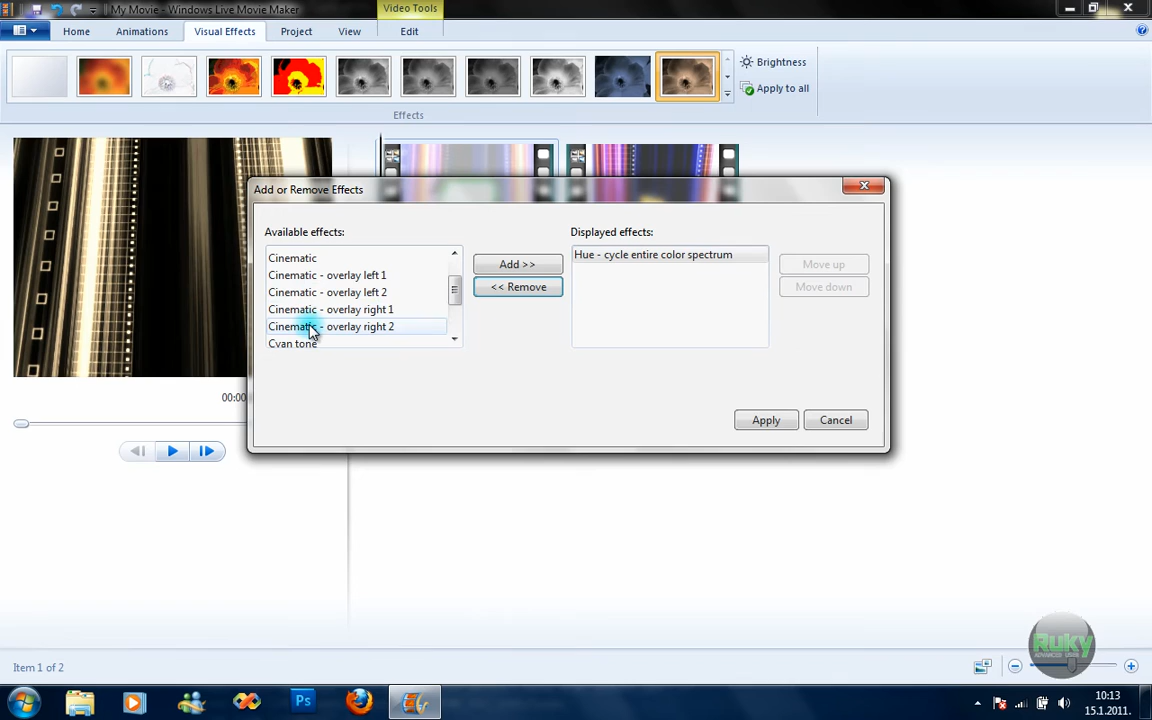 My Movie - Windows Live Movie Maker
Video Tools
Home
Animations
Visual Effects
Project
View
Edit
Brightness
Apply to all
Effects
Add or Remove Effects
Available effects:
Displayed effects:
Cinematic
Cinematic - overlay left 1
Cinematic - overlay left 2
Cinematic - overlay right 1
Cinematic - overlay right 2
Cyan tone
Add >>
<< Remove
Hue - cycle entire color spectrum
Move up
Move down
00:00
Apply
Cancel
Ruky
Item 1 of 2
Ps
10:13
15.1.2011.